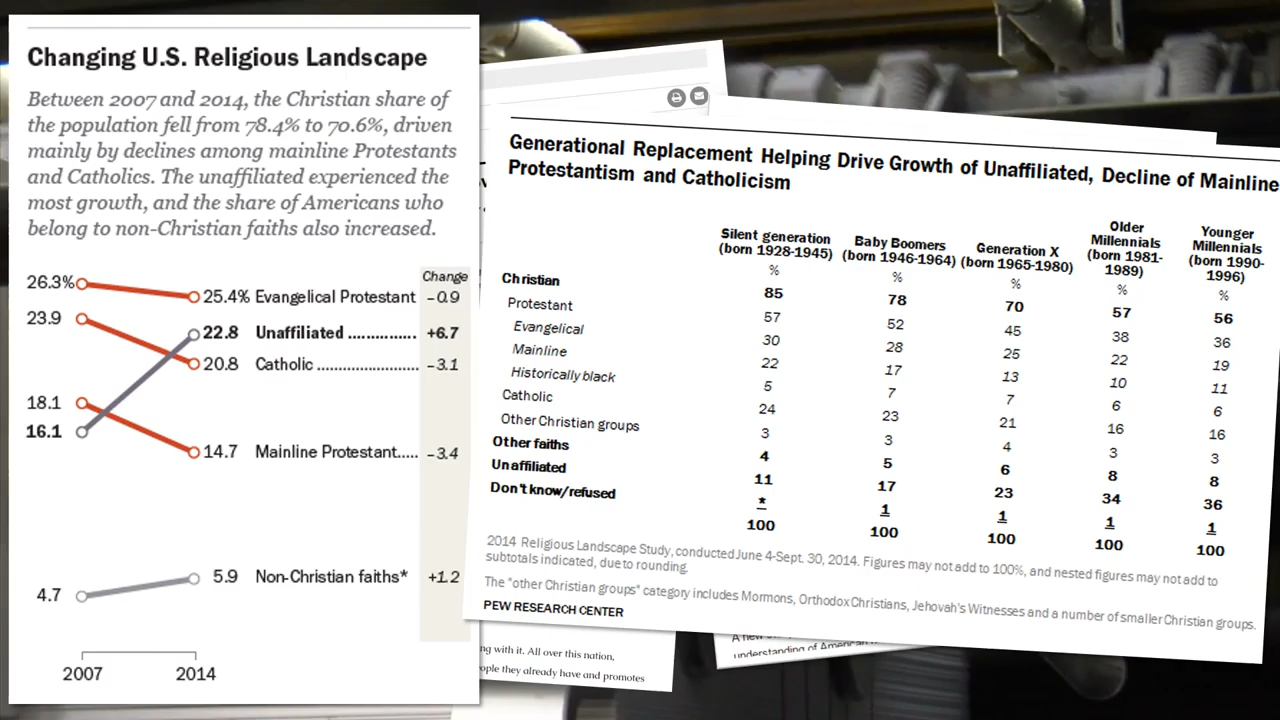 Changing U.S. Religious Landscape
Between 2007 and 2014, the Christian share of
the population fell from 78.4% to 70.6%, driven
mainly by declines among mainline Protestants
and Catholics. The unaffiliated experienced the
most growth, and the share of Americans who
belong to non-Christian faiths also increased.
Change
26.3% 25.4% Evangelical Protestant –0.9
23.9 22.8 Unaffiliated .............. +6.7
20.8 Catholic ........................ –3.1
18.1
16.1
14.7 Mainline Protestant..... –3.4
4.7 5.9 Non-Christian faiths* +1.2
2007 2014
Generational Replacement Helping Drive Growth of Unaffiliated, Decline of Mainline
Protestantism and Catholicism
Silent generation (born 1928-1945) Baby Boomers (born 1946-1964) Generation X (born 1965-1980) Older Millennials (born 1981-1989) Younger Millennials (born 1990-1996)
% % % % %
Christian 85 78 70 57 56
Protestant 57 52 45 38 36
Evangelical 30 28 25 22 19
Mainline 22 17 13 10 11
Historically black 5 7 7 6 6
Catholic 24 23 21 16 16
Other Christian groups 3 3 4 3 3
Other faiths 4 5 6 8 8
Unaffiliated 11 17 23 34 36
Don't know/refused * 1 1 1 1
100 100 100 100 100
2014 Religious Landscape Study, conducted June 4-Sept. 30, 2014. Figures may not add to 100%, and nested figures may not add to
subtotals indicated, due to rounding.
The "other Christian groups" category includes Mormons, Orthodox Christians, Jehovah's Witnesses and a number of smaller Christian groups.
PEW RESEARCH CENTER
ng with it. All over this nation,
ople they already have and promotes
A new
understanding of American